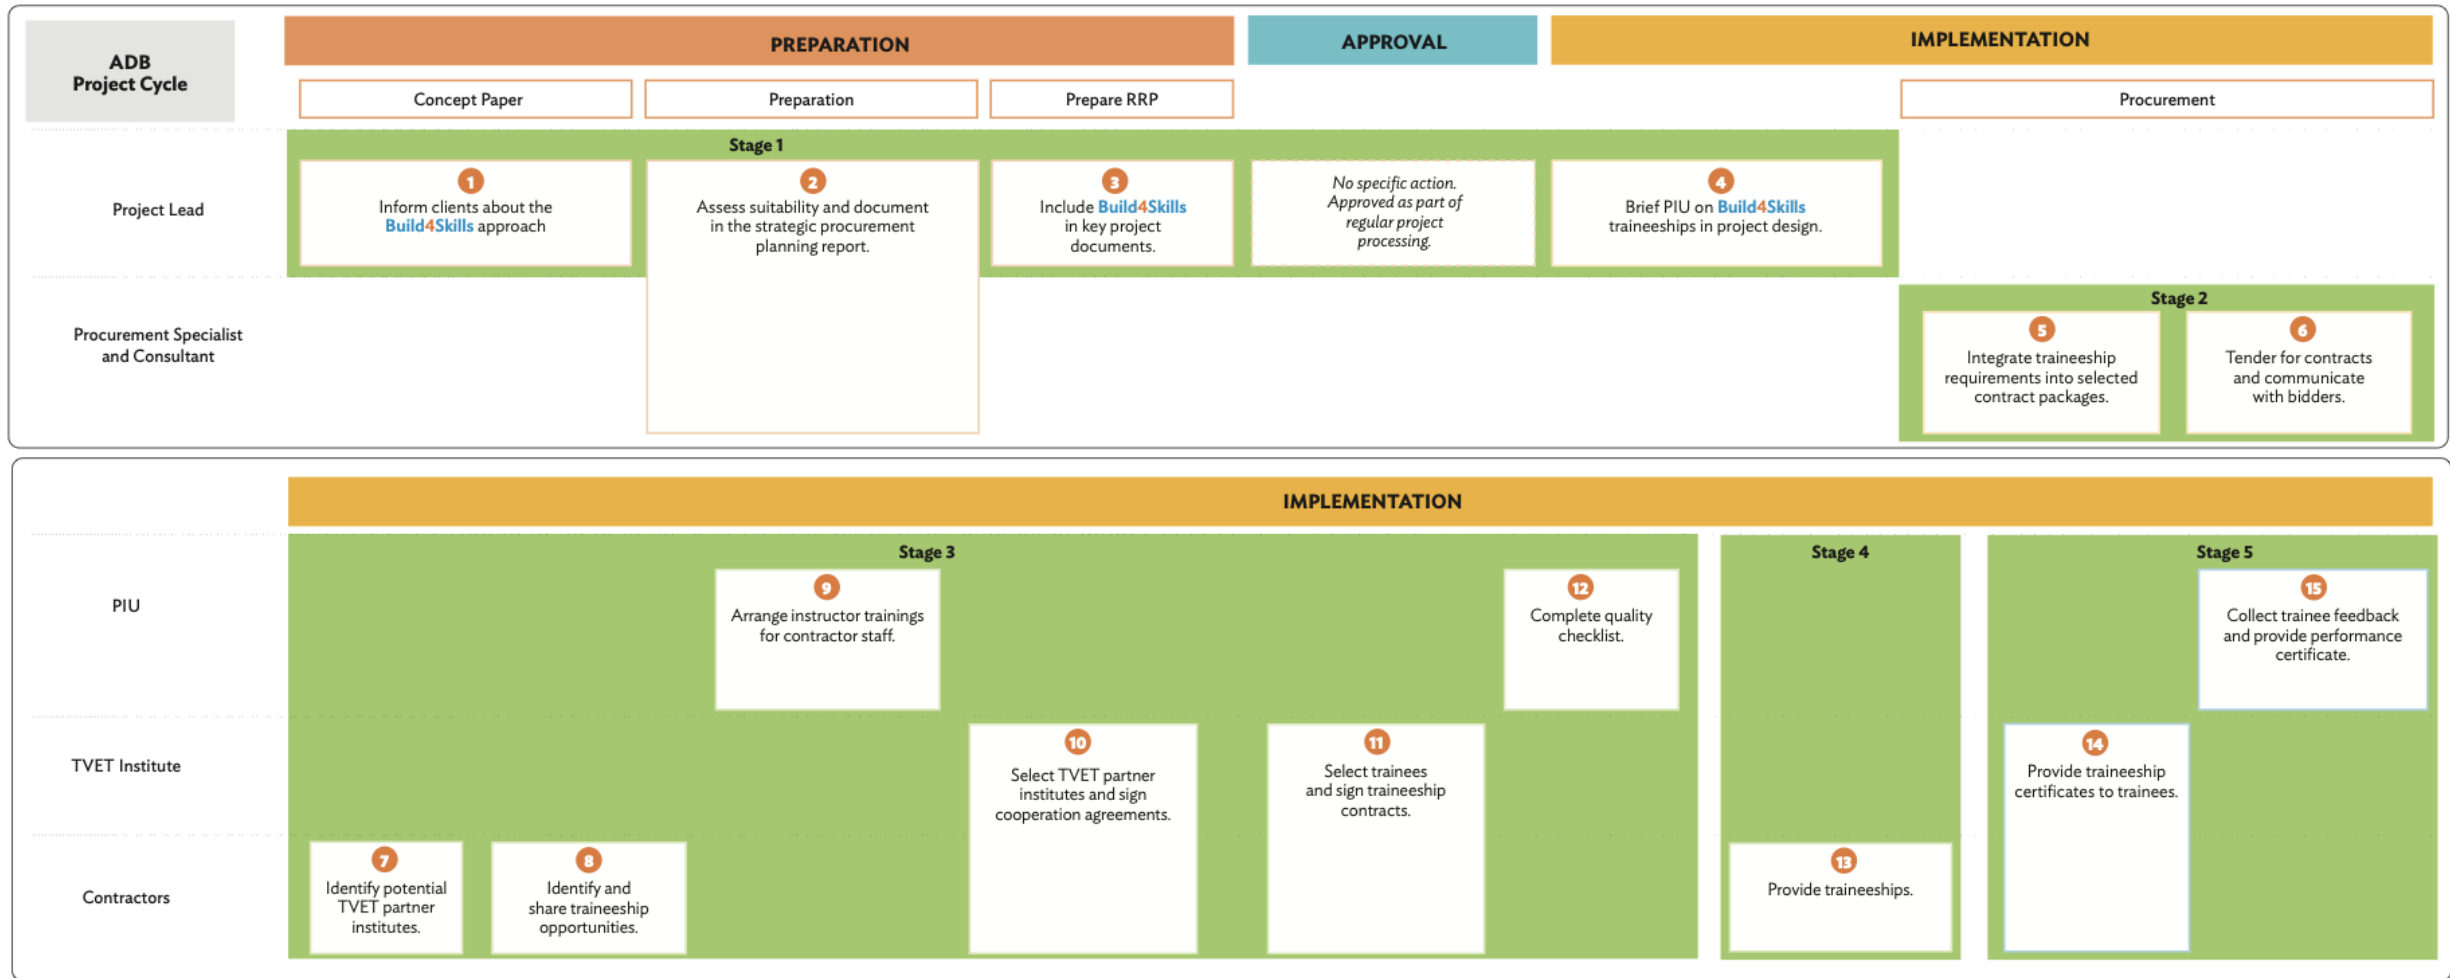 ADB
Project Cycle
PREPARATION
APPROVAL
IMPLEMENTATION
Concept Paper
Preparation
Prepare RRP
Procurement
Project Lead
Stage 1
1
Inform clients about the
Build4Skills approach
2
Assess suitability and document
in the strategic procurement
planning report.
3
Include Build4Skills
in key project
documents.
No specific action.
Approved as part of
regular project
processing.
4
Brief PIU on Build4Skills
traineeships in project design.
Procurement Specialist
and Consultant
Stage 2
5
Integrate traineeship
requirements into selected
contract packages.
6
Tender for contracts
and communicate
with bidders.
IMPLEMENTATION
Stage 3
Stage 4
Stage 5
PIU
9
Arrange instructor trainings
for contractor staff.
12
Complete quality
checklist.
15
Collect trainee feedback
and provide performance
certificate.
TVET Institute
10
Select TVET partner
institutes and sign
cooperation agreements.
11
Select trainees
and sign traineeship
contracts.
14
Provide traineeship
certificates to trainees.
Contractors
7
Identify potential
TVET partner
institutes.
8
Identify and
share traineeship
opportunities.
13
Provide traineeships.